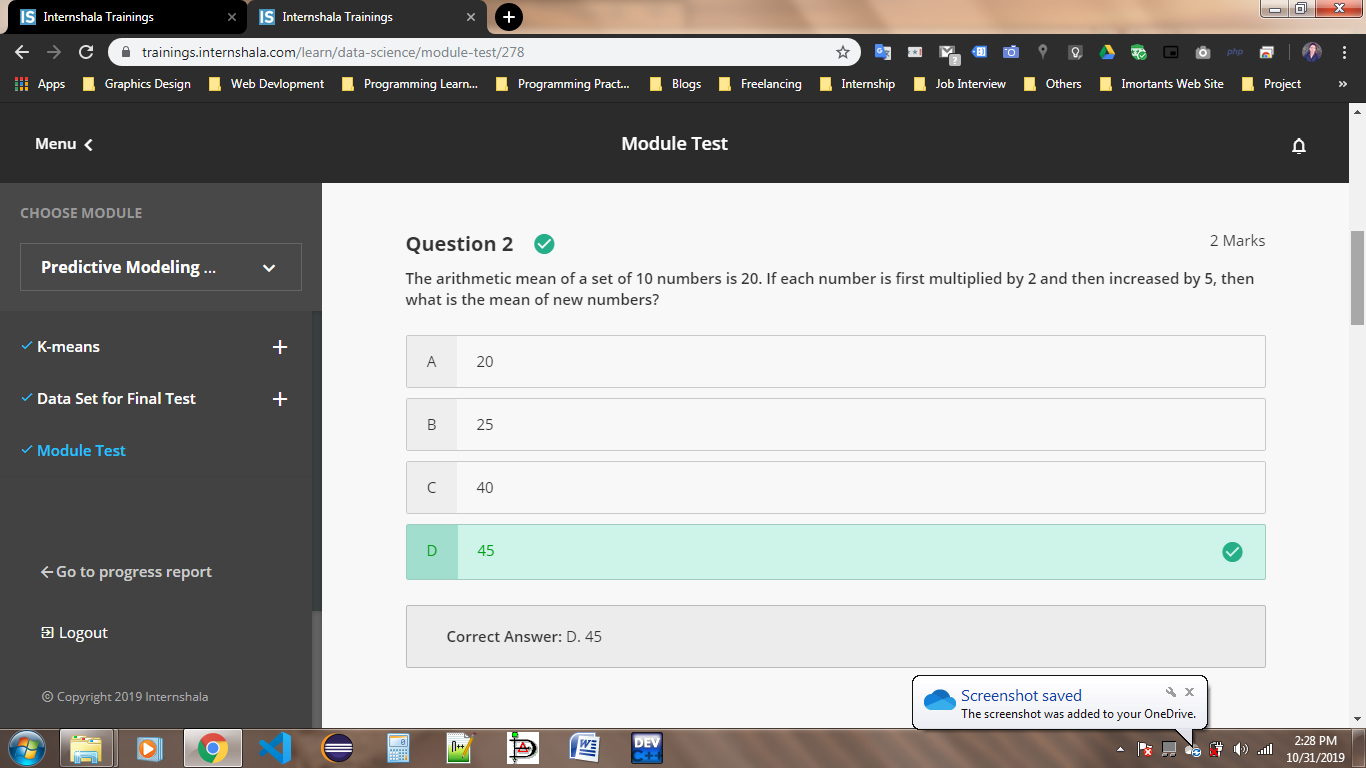 Internshala Trainings
Internshala Trainings
trainings.internshala.com/learn/data-science/module-test/278
Apps
Graphics Design
Web Devlopment
Programming Learn...
Programming Pract...
Blogs
Freelancing
Internship
Job Interview
Others
Imortants Web Site
Project
»
Menu
Module Test
CHOOSE MODULE
Predictive Modeling ...
K-means
Data Set for Final Test
Module Test
Go to progress report
Logout
© Copyright 2019 Internshala
Question 2
2 Marks
The arithmetic mean of a set of 10 numbers is 20. If each number is first multiplied by 2 and then increased by 5, then
what is the mean of new numbers?
A 20
B 25
C 40
D 45
Correct Answer: D. 45
Screenshot saved
The screenshot was added to your OneDrive.
DEV
C++
2:28 PM
10/31/2019